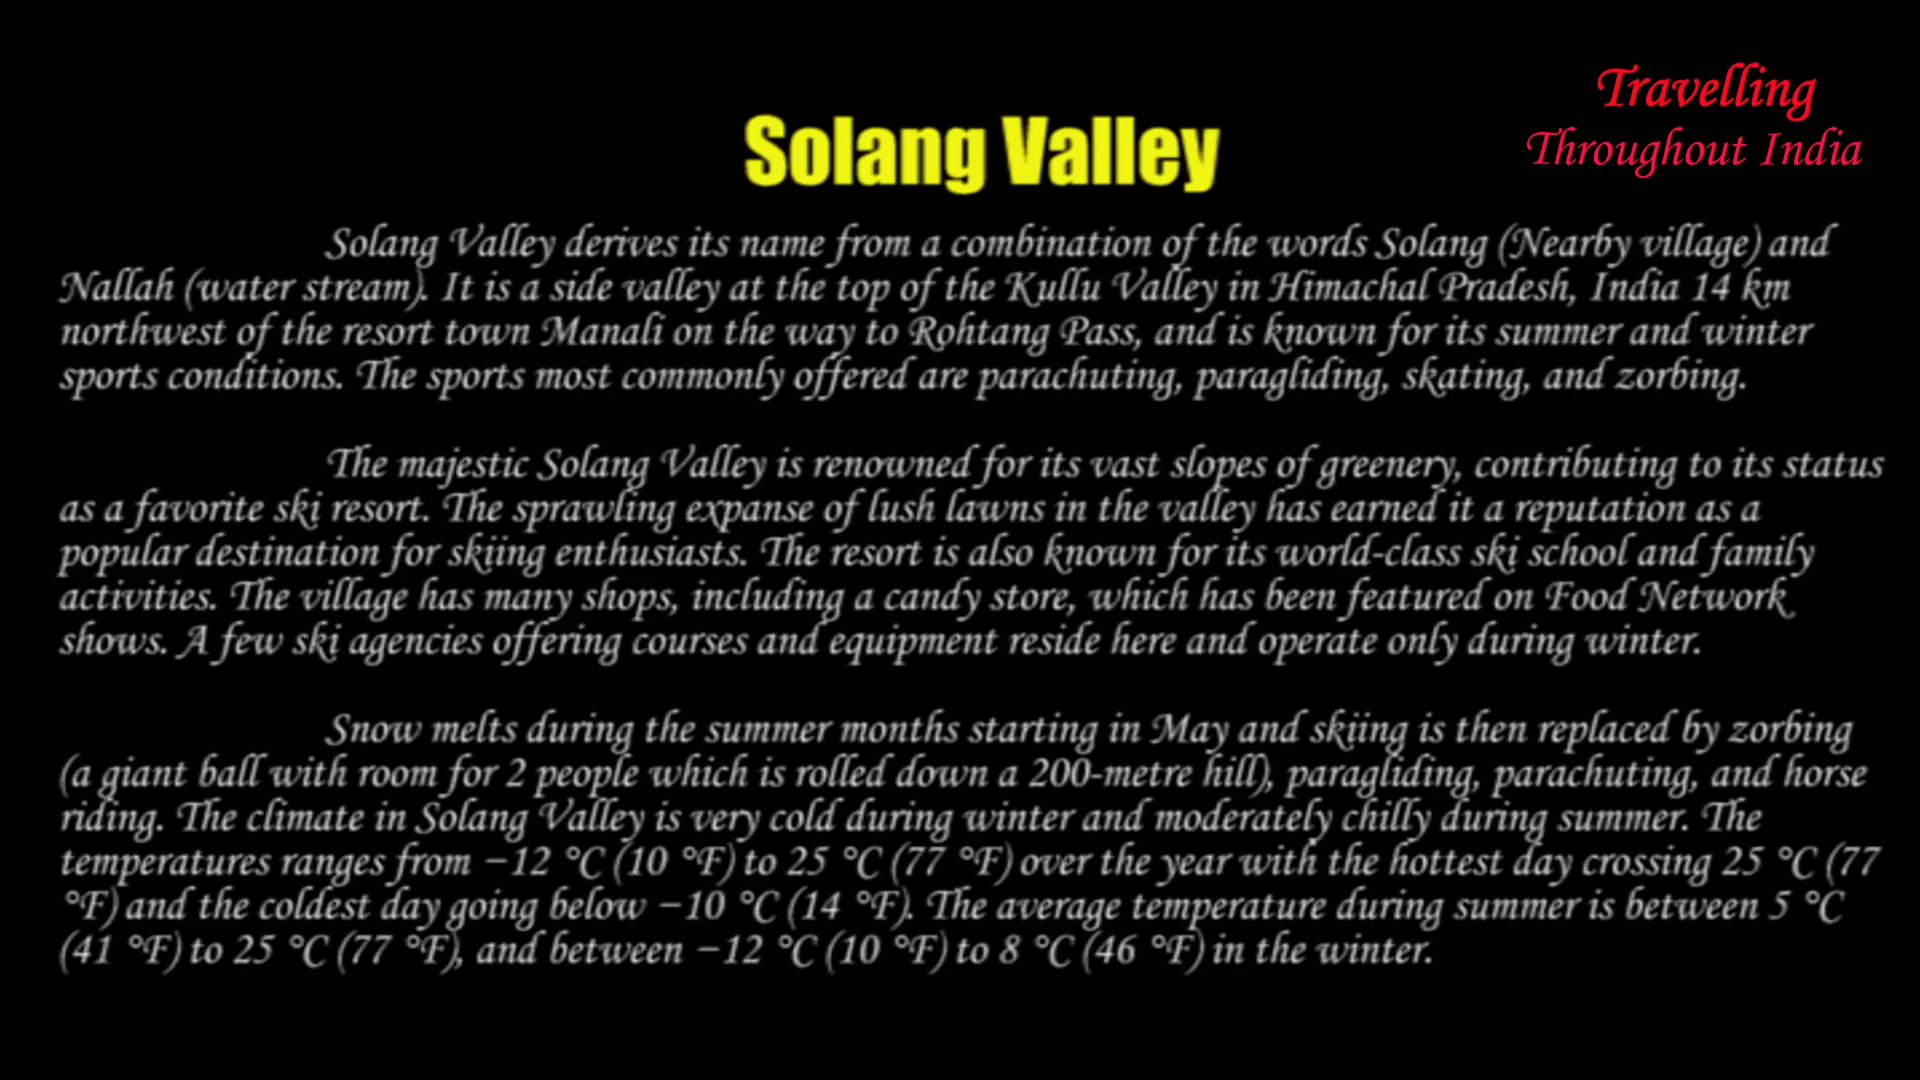 Travelling
Throughout India
Solang Valley
Solang Valley derives its name from a combination of the words Solang (Nearby village) and
Nallah (water stream). It is a side valley at the top of the Kullu Valley in Himachal Pradesh, India 14 km
northwest of the resort town Manali on the way to Rohtang Pass, and is known for its summer and winter
sports conditions. The sports most commonly offered are parachuting, paragliding, skating, and zorbing.
The majestic Solang Valley is renowned for its vast slopes of greenery, contributing to its status
as a favorite ski resort. The sprawling expanse of lush lawns in the valley has earned it a reputation as a
popular destination for skiing enthusiasts. The resort is also known for its world-class ski school and family
activities. The village has many shops, including a candy store, which has been featured on Food Network
shows. A few ski agencies offering courses and equipment reside here and operate only during winter.
Snow melts during the summer months starting in May and skiing is then replaced by zorbing
(a giant ball with room for 2 people which is rolled down a 200-metre hill), paragliding, parachuting, and horse
riding. The climate in Solang Valley is very cold during winter and moderately chilly during summer. The
temperatures ranges from −12 °C (10 °F) to 25 °C (77 °F) over the year with the hottest day crossing 25 °C (77
°F) and the coldest day going below −10 °C (14 °F). The average temperature during summer is between 5 °C
(41 °F) to 25 °C (77 °F), and between −12 °C (10 °F) to 8 °C (46 °F) in the winter.